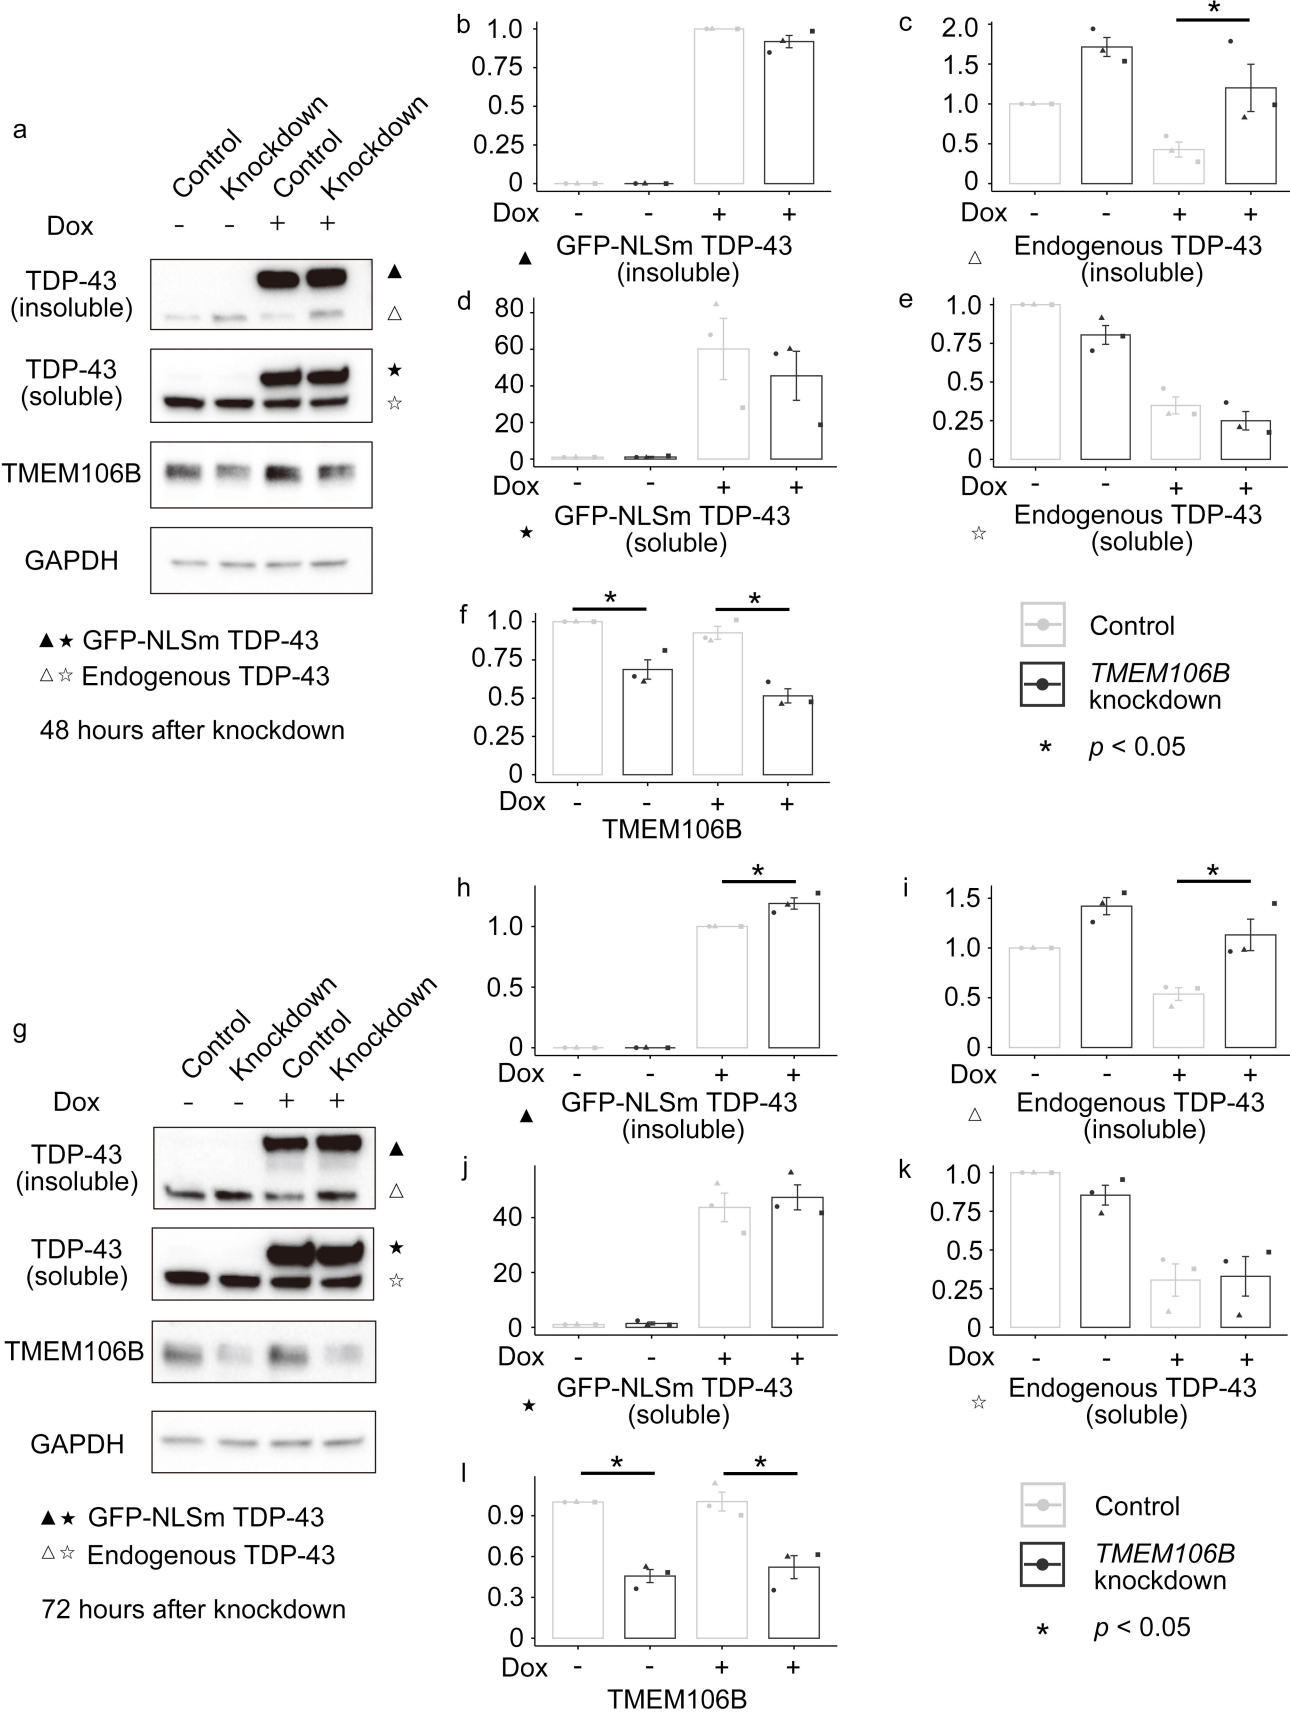 a
Control
Knockdown
Control
Knockdown
Dox - - + +
TDP-43
(insoluble)
▲
△
TDP-43
(soluble)
★
☆
TMEM106B
GAPDH
▲★ GFP-NLSm TDP-43
△☆ Endogenous TDP-43
48 hours after knockdown
b
1.0
0.75
0.5
0.25
0
Dox - - + +
▲ GFP-NLSm TDP-43
(insoluble)
c
*
2.0
1.5
1.0
0.5
0
Dox - - + +
△ Endogenous TDP-43
(insoluble)
d
80
60
40
20
0
Dox - - + +
★ GFP-NLSm TDP-43
(soluble)
e
1.0
0.75
0.5
0.25
0
Dox - - + +
☆ Endogenous TDP-43
(soluble)
f
* *
1.0
0.75
0.5
0.25
0
Dox - - + +
TMEM106B
Control
TMEM106B
knockdown
* p < 0.05
g
Control
Knockdown
Control
Knockdown
Dox - - + +
TDP-43
(insoluble)
▲
△
TDP-43
(soluble)
★
☆
TMEM106B
GAPDH
▲★ GFP-NLSm TDP-43
△☆ Endogenous TDP-43
72 hours after knockdown
h
*
1.0
0.5
0
Dox - - + +
▲ GFP-NLSm TDP-43
(insoluble)
i
*
1.5
1.0
0.5
0
Dox - - + +
△ Endogenous TDP-43
(insoluble)
j
40
20
0
Dox - - + +
★ GFP-NLSm TDP-43
(soluble)
k
1.0
0.75
0.5
0.25
0
Dox - - + +
☆ Endogenous TDP-43
(soluble)
l
* *
0.9
0.6
0.3
0
Dox - - + +
TMEM106B
Control
TMEM106B
knockdown
* p < 0.05